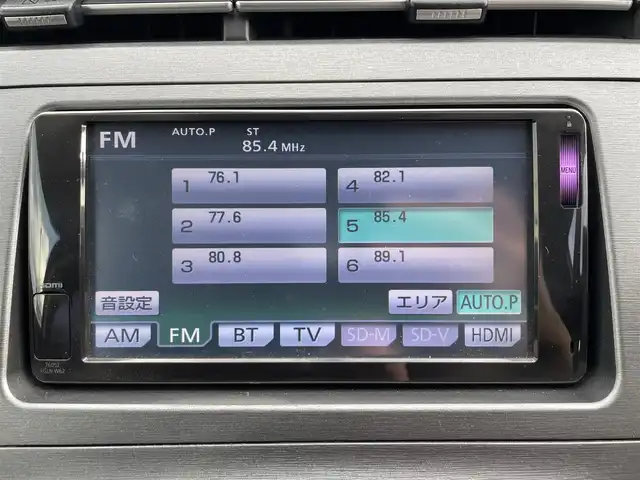 FM AUTO.P ST
85.4 MHz
MENU
1 76.1
4 82.1
2 77.6
5 85.4
3 80.8
6 89.1
音設定 エリア AUTO.P
AM FM BT TV SD-M SD-V HDMI